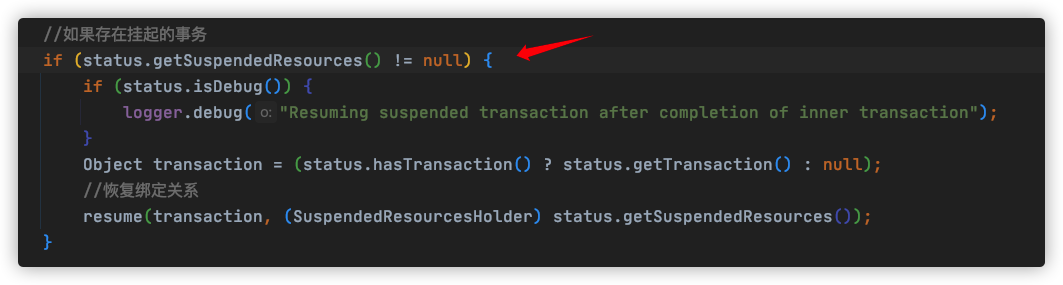 //如果存在挂起的事务
if (status.getSuspendedResources() != null) {
    if (status.isDebug()) {
        logger.debug( o: "Resuming suspended transaction after completion of inner transaction");
    }
    Object transaction = (status.hasTransaction() ? status.getTransaction() : null);
    //恢复绑定关系
    resume(transaction, (SuspendedResourcesHolder) status.getSuspendedResources());
}